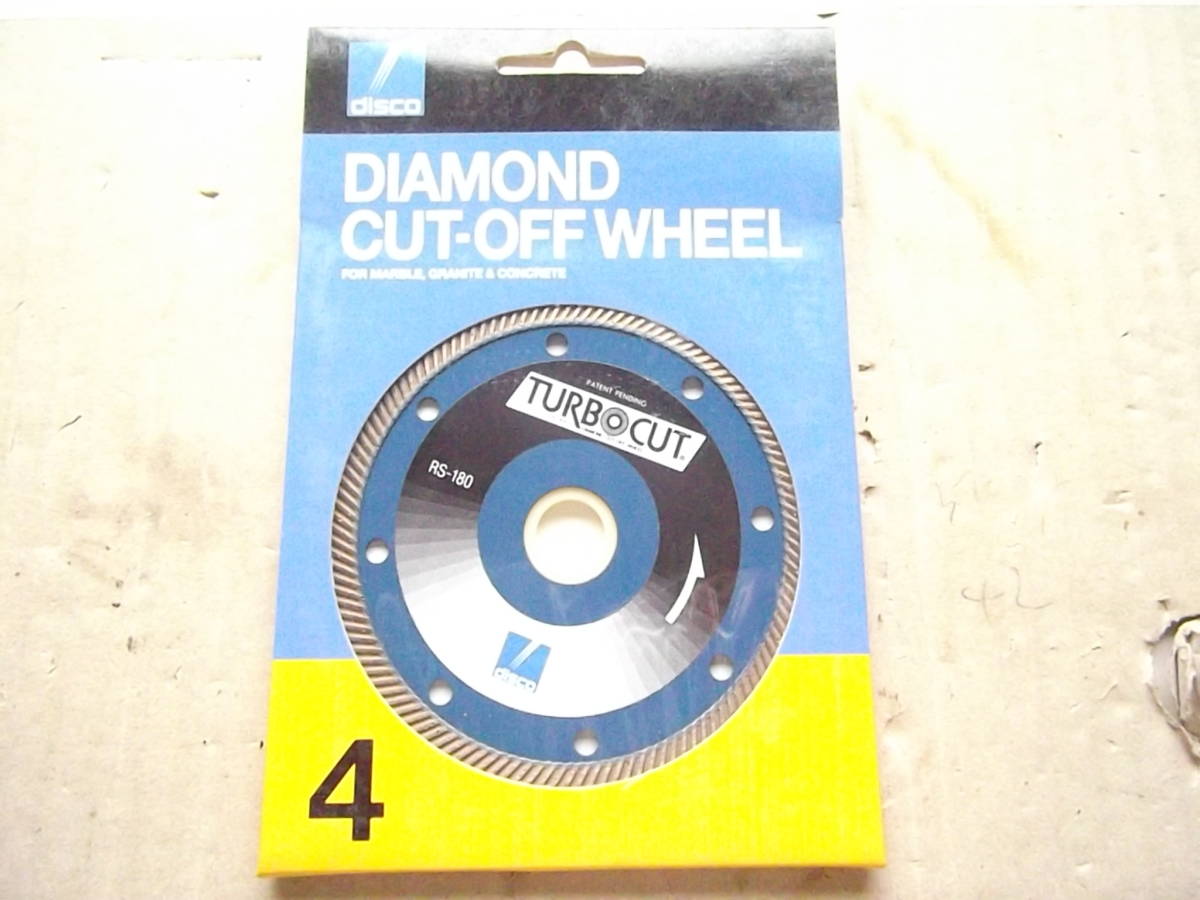 disco
DIAMOND
CUT-OFF WHEEL
FOR MARBLE, GRANITE & CONCRETE
PATENT PENDING
TURBOCUT
RS-180
disco
4